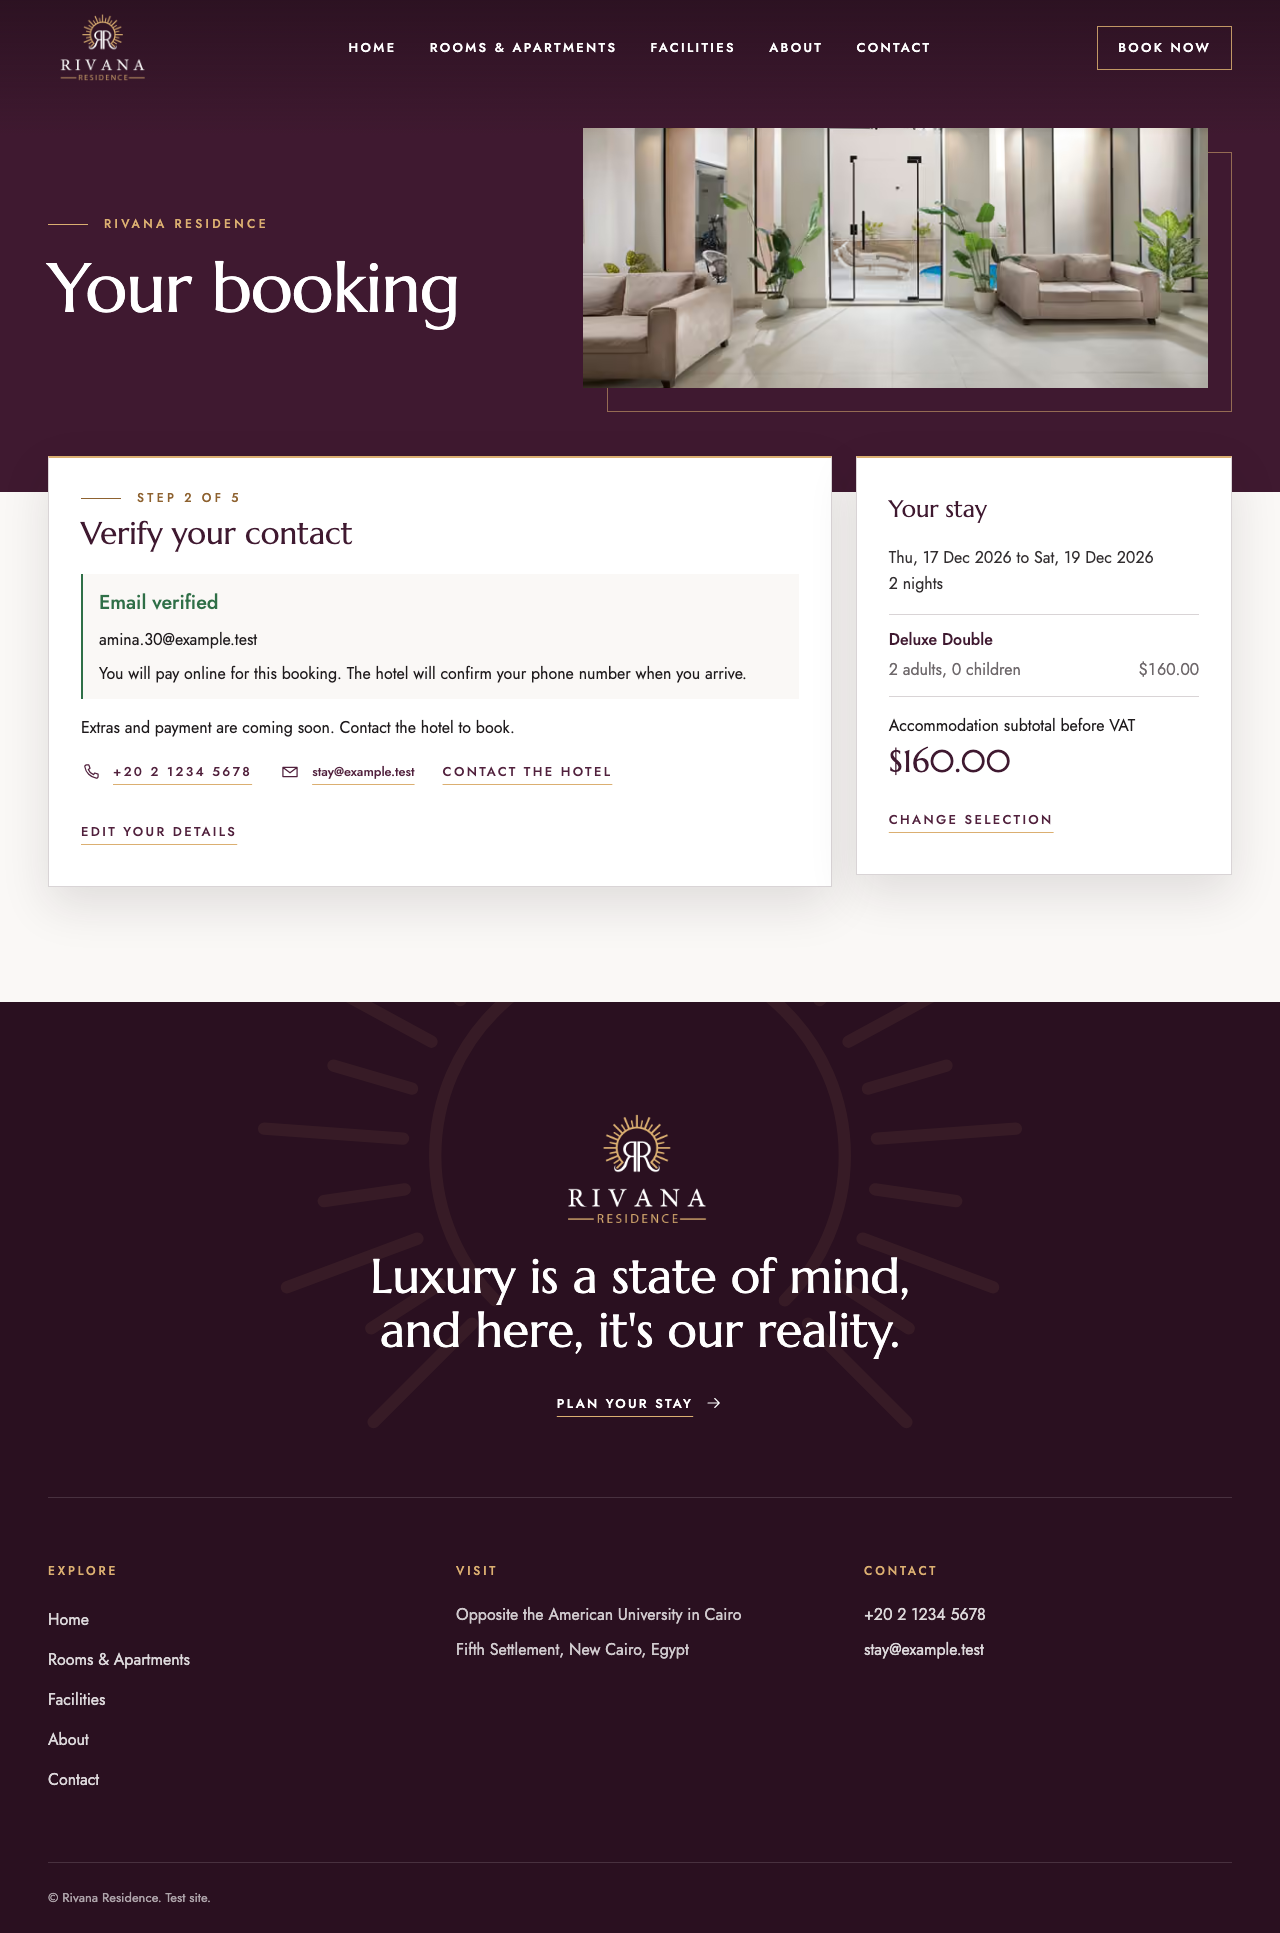 RIVANA
RESIDENCE
HOME
ROOMS & APARTMENTS
FACILITIES
ABOUT
CONTACT
BOOK NOW
RIVANA RESIDENCE
Your booking
STEP 2 OF 5
Verify your contact
Email verified
amina.30@example.test
You will pay online for this booking. The hotel will confirm your phone number when you arrive.
Extras and payment are coming soon. Contact the hotel to book.
+20 2 1234 5678
stay@example.test
CONTACT THE HOTEL
EDIT YOUR DETAILS
Your stay
Thu, 17 Dec 2026 to Sat, 19 Dec 2026
2 nights
Deluxe Double
2 adults, 0 children
$160.00
Accommodation subtotal before VAT
$160.00
CHANGE SELECTION
RR
RIVANA
RESIDENCE
Luxury is a state of mind,
and here, it's our reality.
PLAN YOUR STAY
EXPLORE
Home
Rooms & Apartments
Facilities
About
Contact
VISIT
Opposite the American University in Cairo
Fifth Settlement, New Cairo, Egypt
CONTACT
+20 2 1234 5678
stay@example.test
© Rivana Residence. Test site.